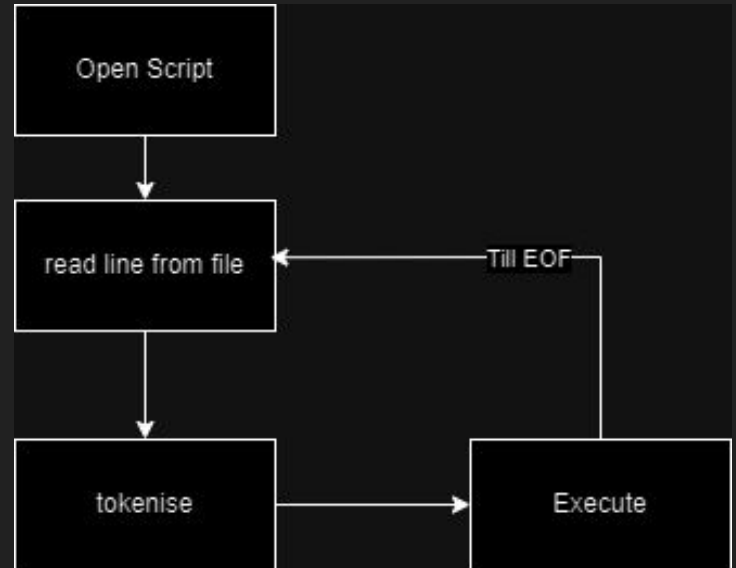 Open Script
read line from file
Till EOF
tokenise
Execute